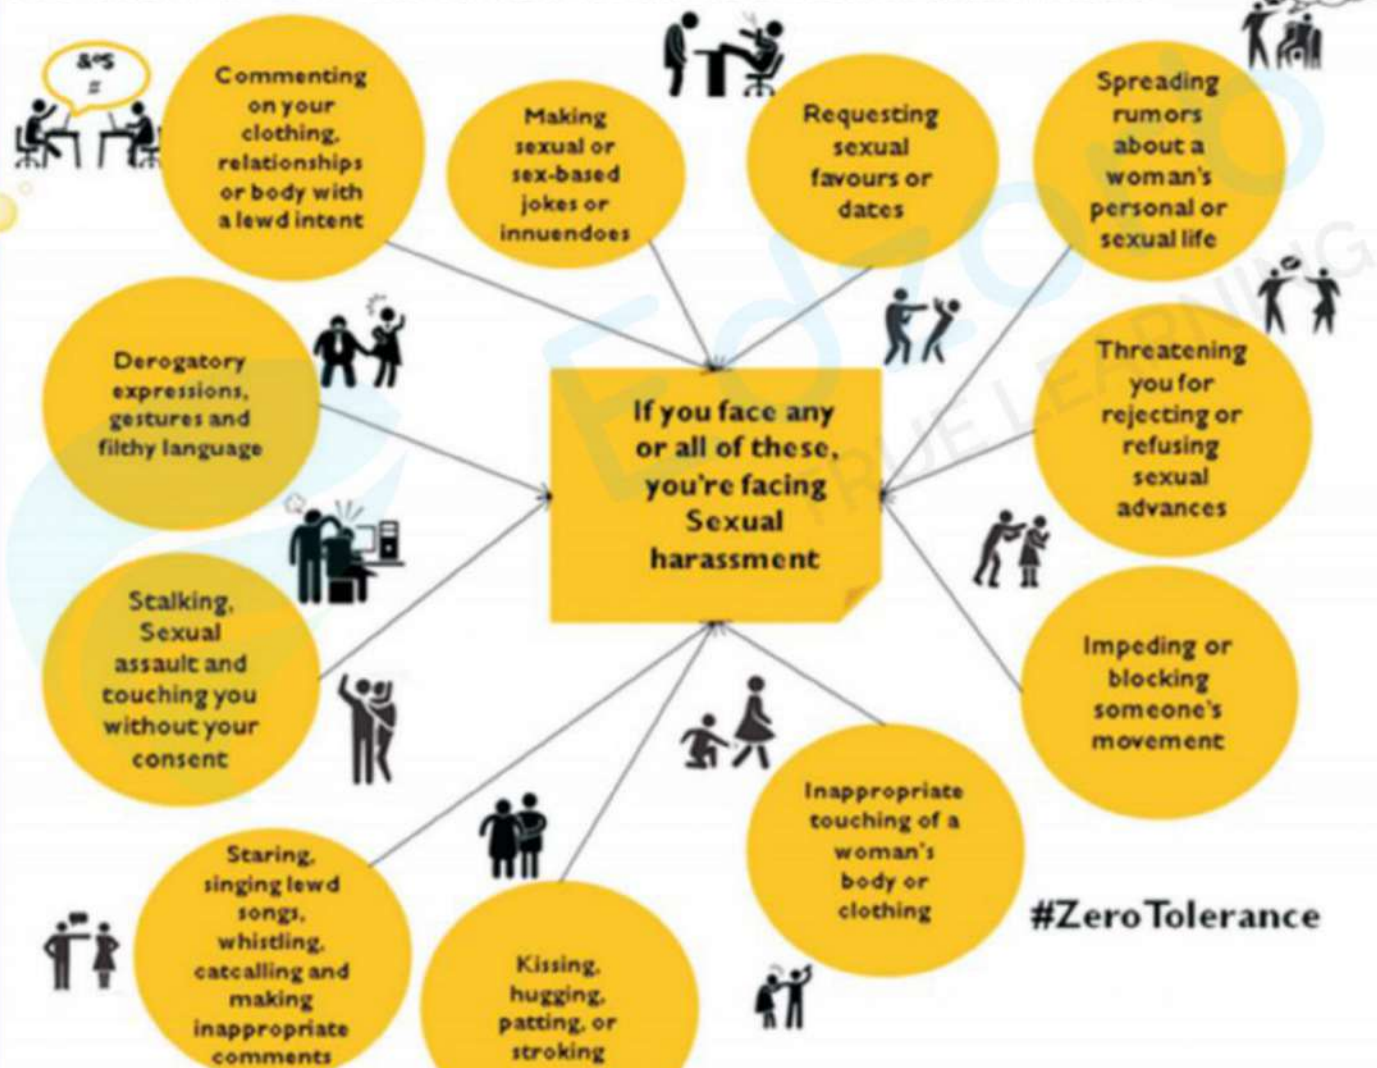 &°$
=
Commenting
on your
clothing,
relationships
or body with
a lewd intent
Making
sexual or
sex-based
jokes or
innuendoes
Requesting
sexual
favours or
dates
Spreading
rumors
about a
woman's
personal or
sexual life
Derogatory
expressions,
gestures and
filthy language
If you face any
or all of these,
you're facing
Sexual
harassment
Threatening
you for
rejecting or
refusing
sexual
advances
Stalking,
Sexual
assault and
touching you
without your
consent
Impeding or
blocking
someone's
movement
Inappropriate
touching of a
woman's
body or
clothing
Staring,
singing lewd
songs,
whistling,
catcalling and
making
inappropriate
comments
Kissing,
hugging,
patting, or
stroking
#ZeroTolerance
TRUE LEARNING